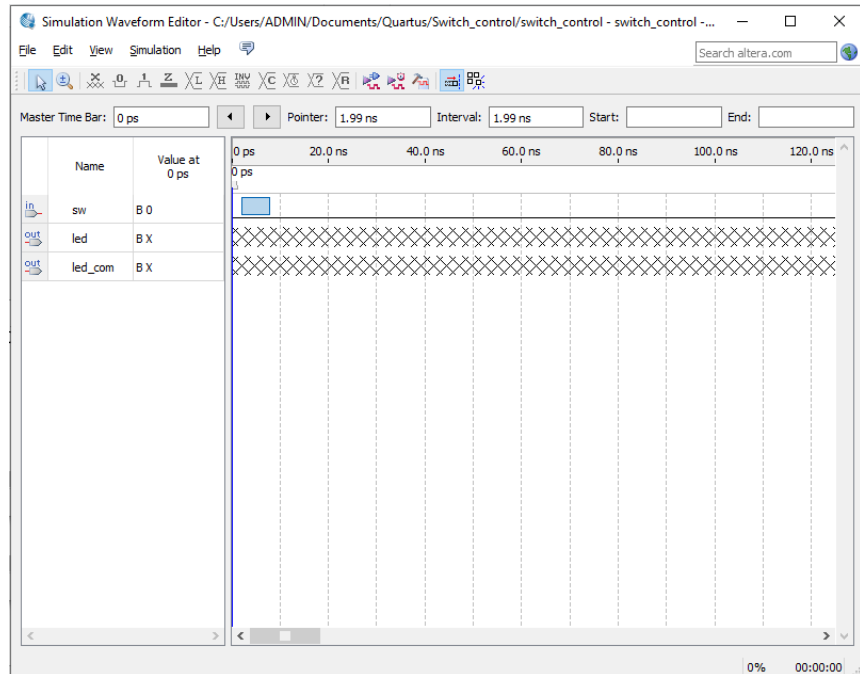 Simulation Waveform Editor - C:/Users/ADMIN/Documents/Quartus/Switch_control/switch_control - switch_control -...
File Edit View Simulation Help
Search altera.com
X 0 1 Z L H INV C ? R
Master Time Bar: 0 ps Pointer: 1.99 ns Interval: 1.99 ns Start: End:
Name Value at 0 ps
0 ps 20.0 ns 40.0 ns 60.0 ns 80.0 ns 100.0 ns 120.0 ns
0 ps
in sw B 0
out led B X
out led_com B X
0% 00:00:00